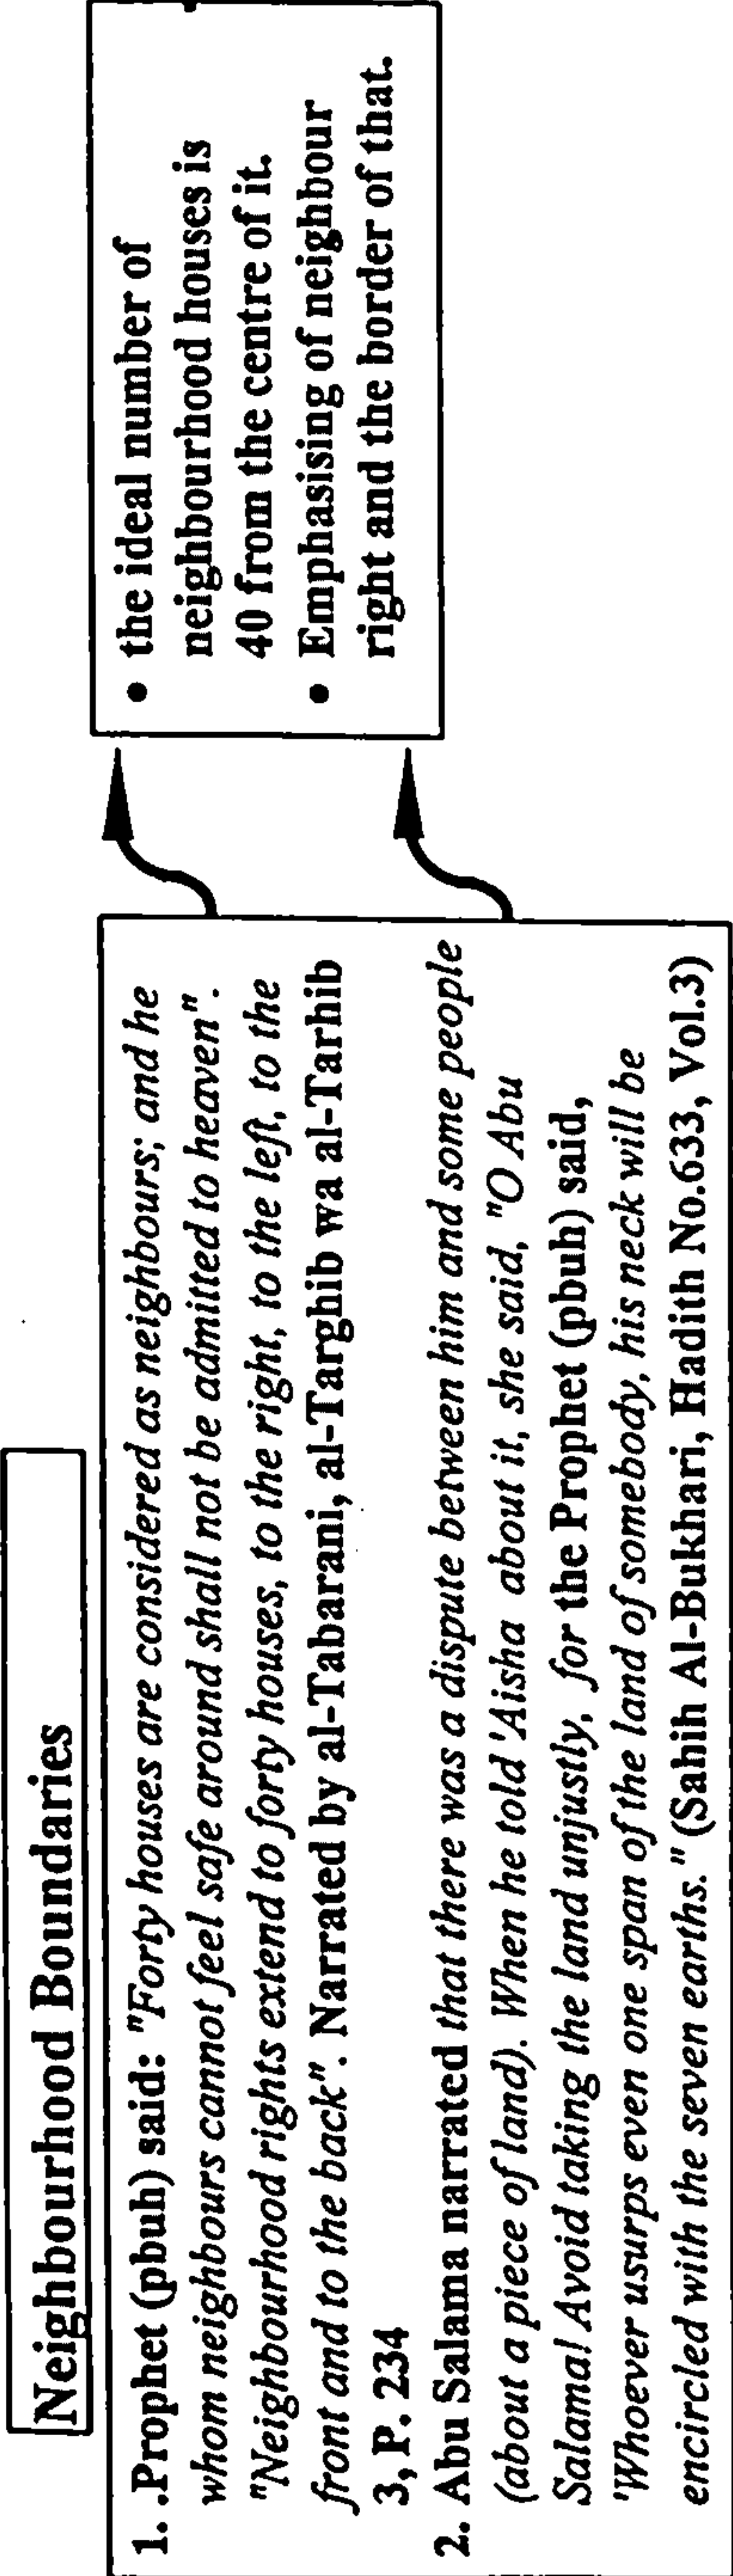 Neighbourhood Boundaries
1. .Prophet (pbuh) said: "Forty houses are considered as neighbours; and he
whom neighbours cannot feel safe around shall not be admitted to heaven".
"Neighbourhood rights extend to forty houses, to the right, to the left, to the
front and to the back". Narrated by al-Tabarani, al-Targhib wa al-Tarhib
3, P. 234
2. Abu Salama narrated that there was a dispute between him and some people
(about a piece of land). When he told 'Aisha about it, she said, "O Abu
Salama! Avoid taking the land unjustly, for the Prophet (pbuh) said,
'Whoever usurps even one span of the land of somebody, his neck will be
encircled with the seven earths." (Sahih Al-Bukhari, Hadith No.633, Vol.3)
• the ideal number of
neighbourhood houses is
40 from the centre of it.
• Emphasising of neighbour
right and the border of that.